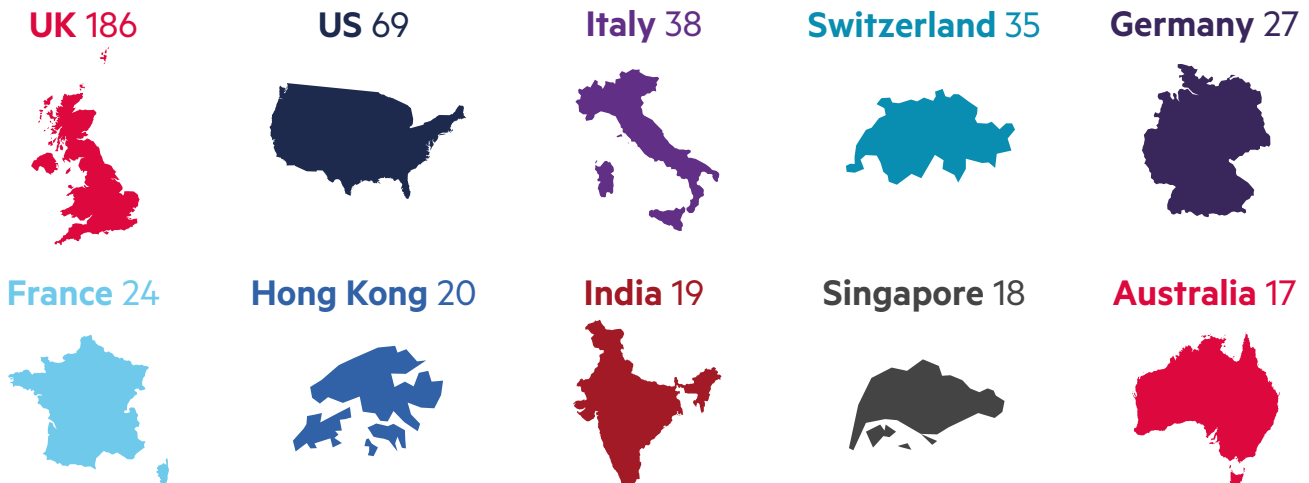 UK 186
US 69
Italy 38
Switzerland 35
Germany 27
France 24
Hong Kong 20
India 19
Singapore 18
Australia 17